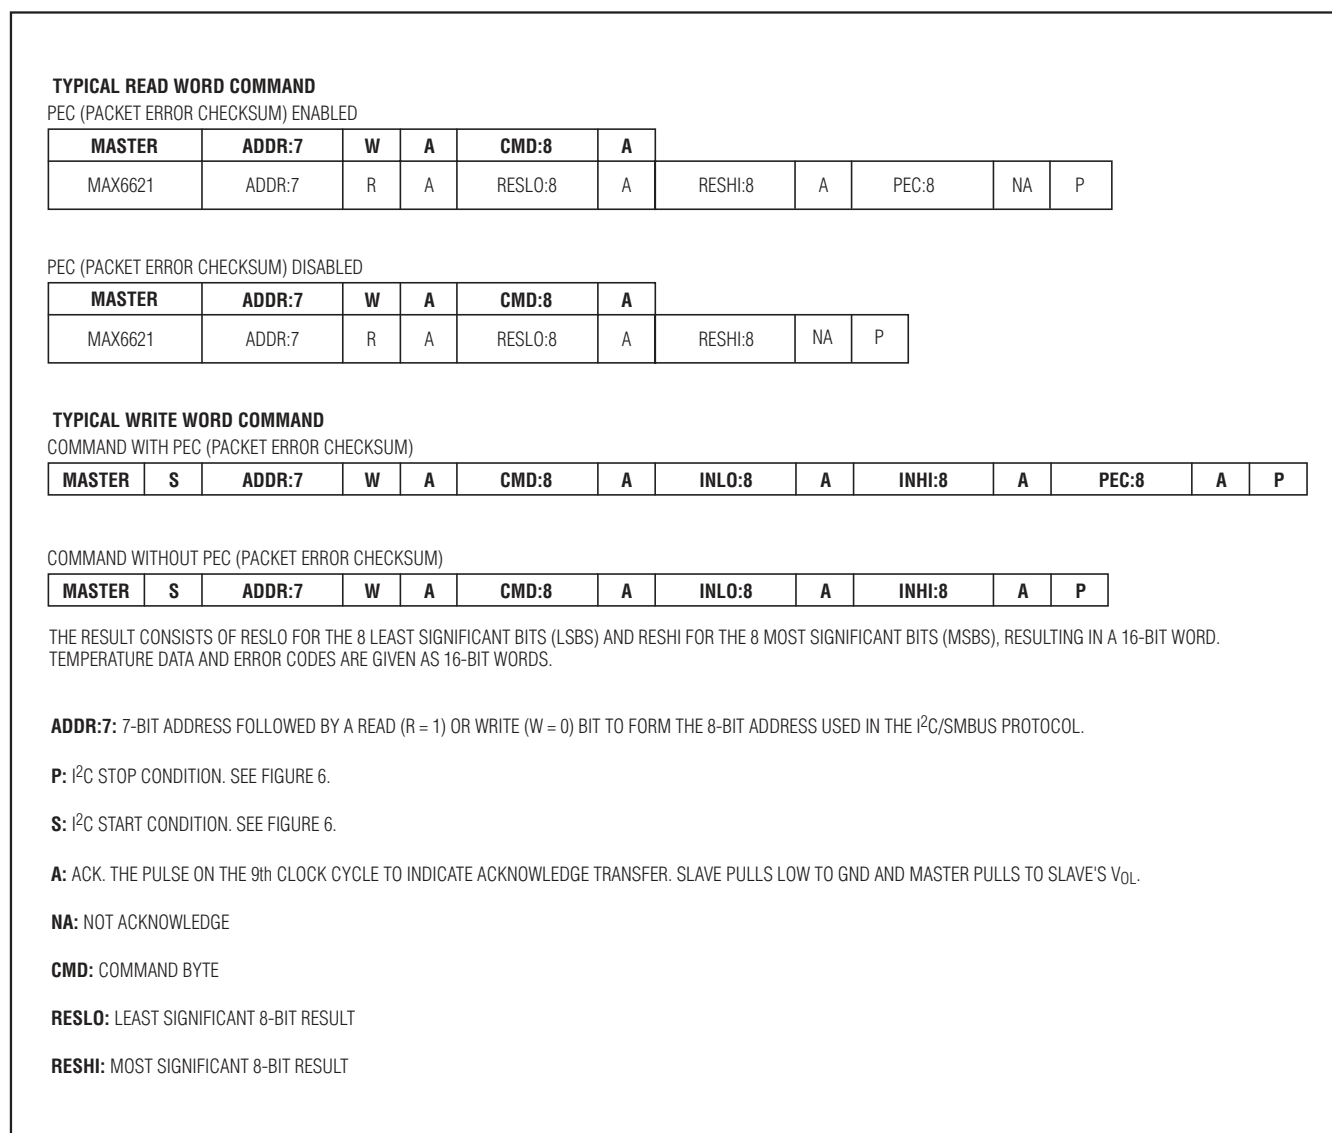 TYPICAL READ WORD COMMAND
PEC (PACKET ERROR CHECKSUM) ENABLED
MASTER ADDR:7 W A CMD:8 A
MAX6621 ADDR:7 R A RESLO:8 A RESHI:8 A PEC:8 NA P
PEC (PACKET ERROR CHECKSUM) DISABLED
MASTER ADDR:7 W A CMD:8 A
MAX6621 ADDR:7 R A RESLO:8 A RESHI:8 NA P
TYPICAL WRITE WORD COMMAND
COMMAND WITH PEC (PACKET ERROR CHECKSUM)
MASTER S ADDR:7 W A CMD:8 A INLO:8 A INHI:8 A PEC:8 A P
COMMAND WITHOUT PEC (PACKET ERROR CHECKSUM)
MASTER S ADDR:7 W A CMD:8 A INLO:8 A INHI:8 A P
THE RESULT CONSISTS OF RESLO FOR THE 8 LEAST SIGNIFICANT BITS (LSBS) AND RESHI FOR THE 8 MOST SIGNIFICANT BITS (MSBS), RESULTING IN A 16-BIT WORD.
TEMPERATURE DATA AND ERROR CODES ARE GIVEN AS 16-BIT WORDS.
ADDR:7: 7-BIT ADDRESS FOLLOWED BY A READ (R = 1) OR WRITE (W = 0) BIT TO FORM THE 8-BIT ADDRESS USED IN THE I²C/SMBUS PROTOCOL.
P: I²C STOP CONDITION. SEE FIGURE 6.
S: I²C START CONDITION. SEE FIGURE 6.
A: ACK. THE PULSE ON THE 9th CLOCK CYCLE TO INDICATE ACKNOWLEDGE TRANSFER. SLAVE PULLS LOW TO GND AND MASTER PULLS TO SLAVE'S VOL.
NA: NOT ACKNOWLEDGE
CMD: COMMAND BYTE
RESLO: LEAST SIGNIFICANT 8-BIT RESULT
RESHI: MOST SIGNIFICANT 8-BIT RESULT